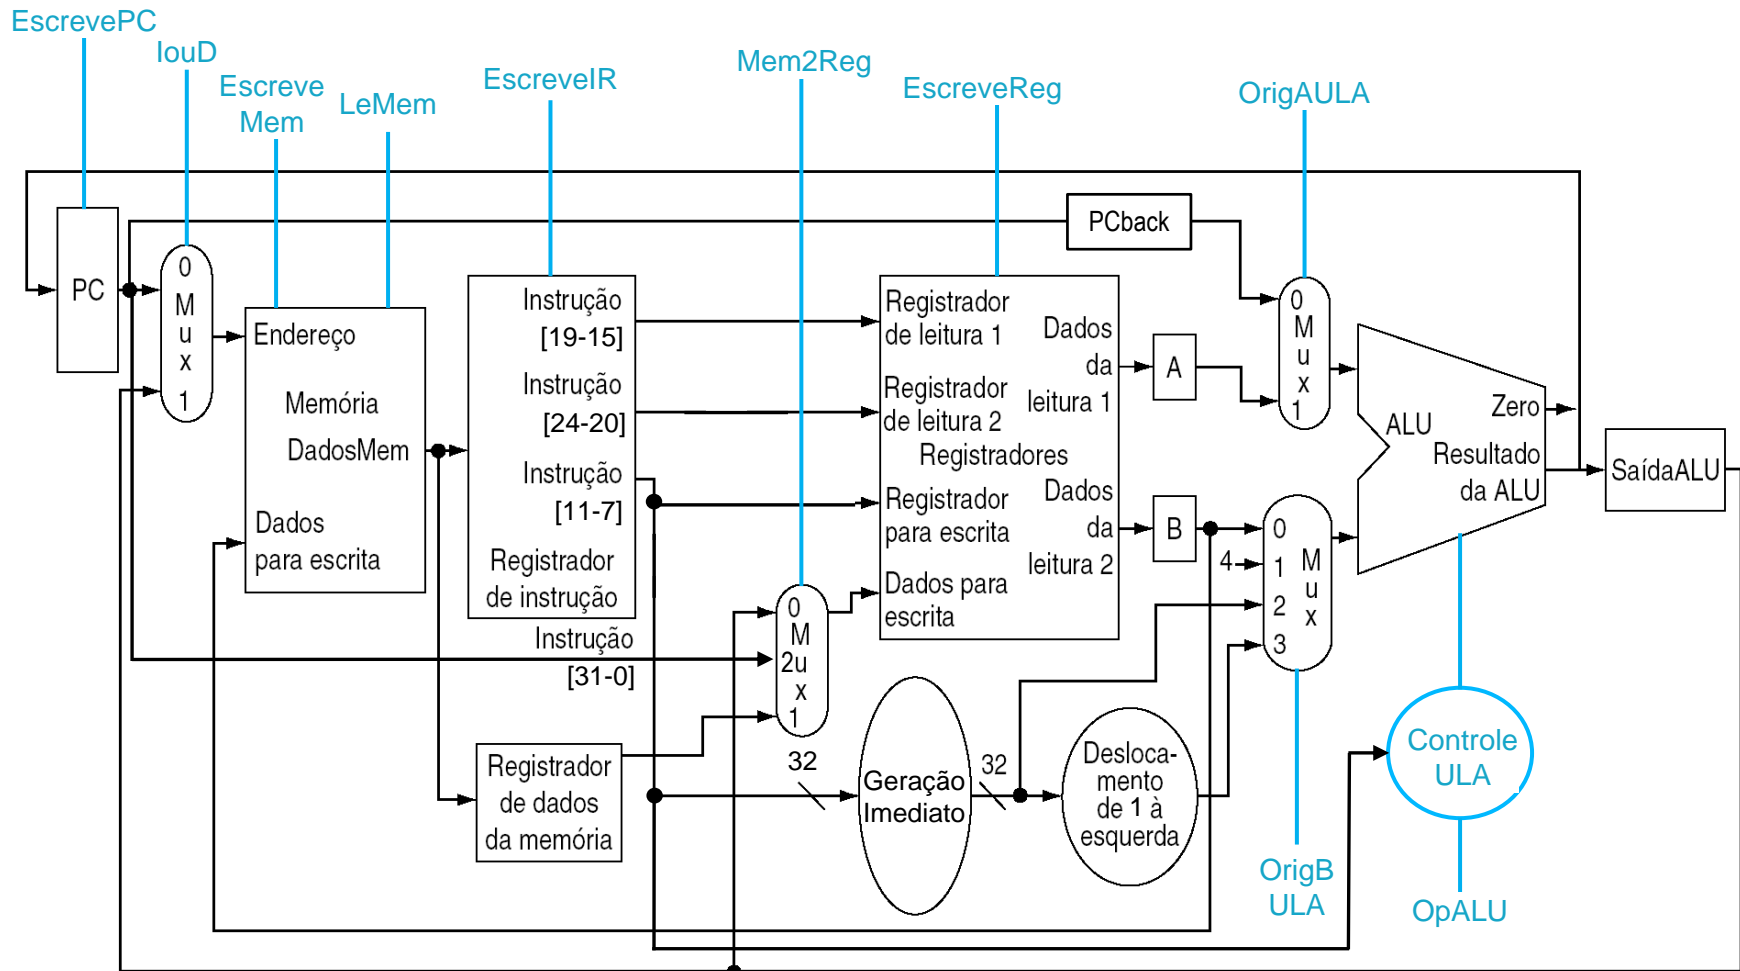 EscrevePC
IouD
Escreve
Mem
LeMem
EscreveIR
Mem2Reg
EscreveReg
OrigAULA
PC
0
M
u
x
1
Endereço
Memória
DadosMem
Dados
para escrita
Instrução
[19-15]
Instrução
[24-20]
Instrução
[11-7]
Registrador
de instrução
Instrução
[31-0]
Registrador
de dados
da memória
0
M
2u
x
1
Registrador
de leitura 1
Registrador
de leitura 2
Registradores
Registrador
para escrita
Dados para
escrita
Dados
da
leitura 1
Dados
da
leitura 2
PCback
A
B
4
0
M
u
x
1
0
1
2
3
M
u
x
ALU
Zero
Resultado
da ALU
SaídaALU
32
Geração
Imediato
32
Desloca-
mento
de 1 à
esquerda
OrigB
ULA
Controle
ULA
OpALU